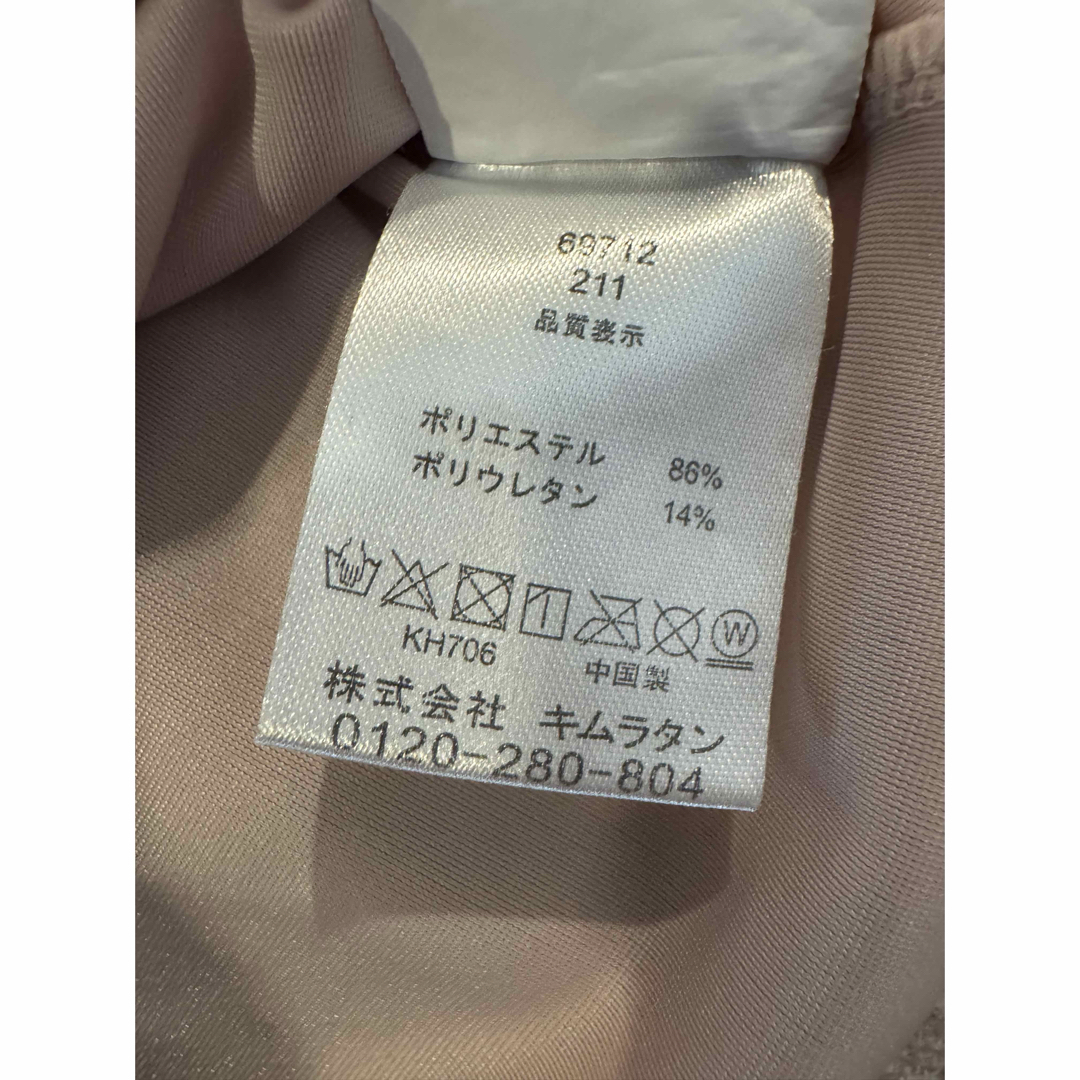 69712
211
品質表示
ポリエステル 86%
ポリウレタン 14%
W
KH706
中国製
株式会社 キムラタン
0120-280-804